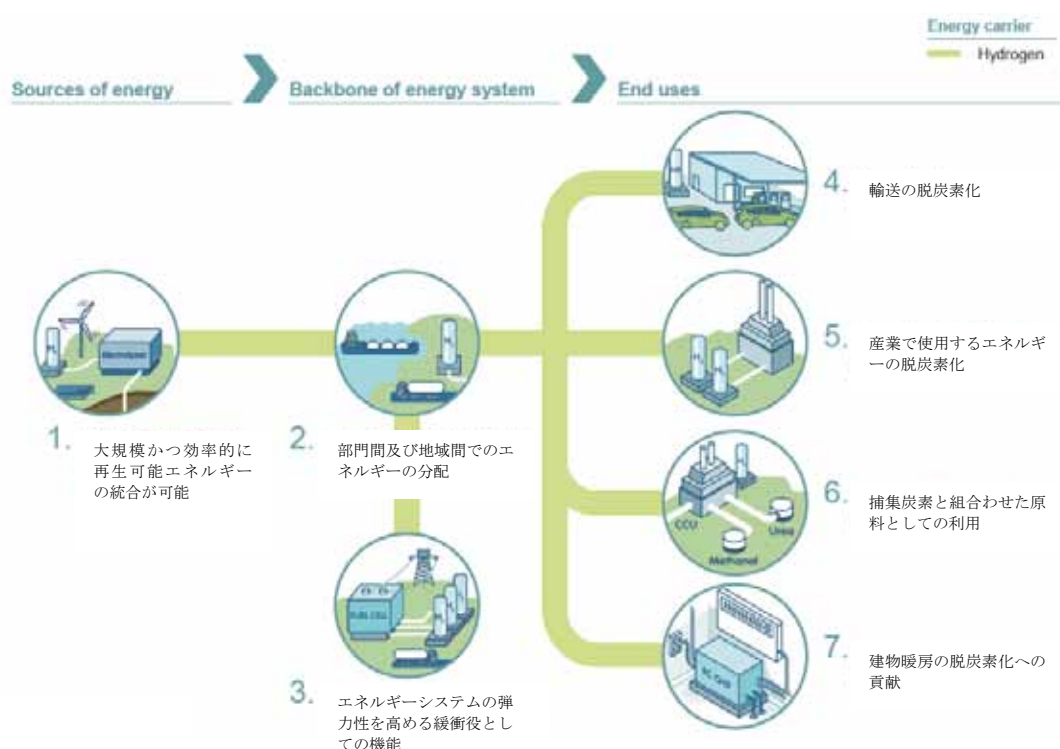 Energy carrier
Hydrogen
Sources of energy
Backbone of energy system
End uses
4.
輸送の脱炭素化
5.
産業で使用するエネルギ
ーの脱炭素化
1.
大規模かつ効率的に
再生可能エネルギー
の統合が可能
2.
部門間及び地域間でのエ
ネルギーの分配
6.
捕集炭素と組合わせた原
料としての利用
CCU
Urea
Methanol
FUEL CELL
3.
エネルギーシステムの弾
力性を高める緩衝役とし
ての機能
7.
建物暖房の脱炭素化への
貢献